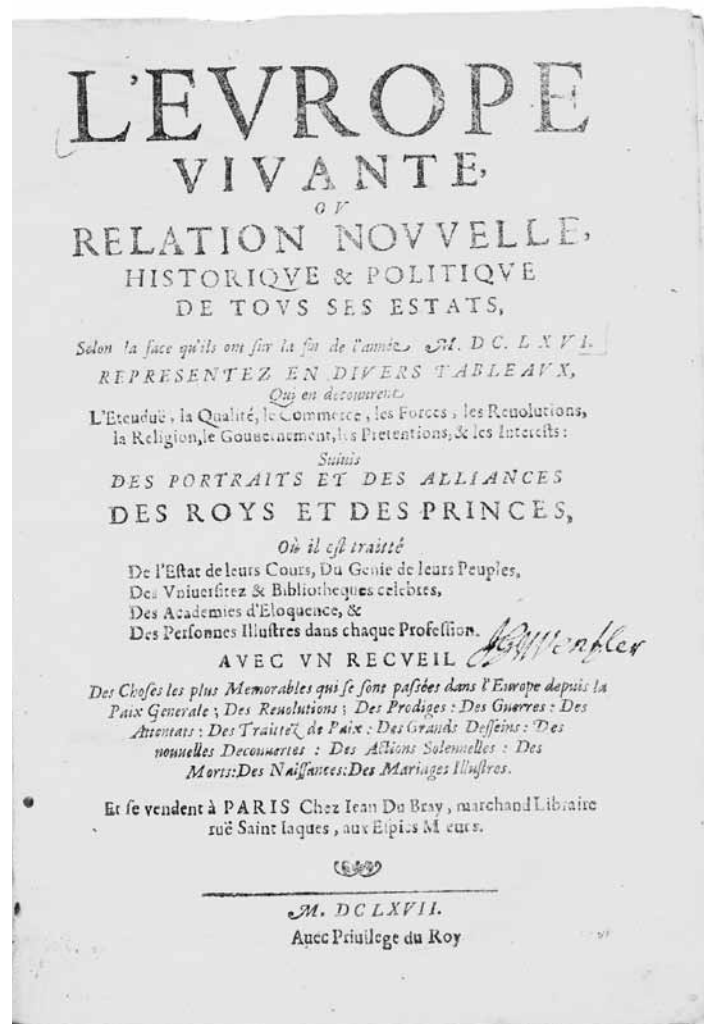 L'EVROPE
VIVANTE,
OV
RELATION NOVVELLE,
HISTORIQVE & POLITIQVE
DE TOVS SES ESTATS,
Selon la face qu'ils ont sur la fin de l'année M. DC. LXVI.
REPRESENTEZ EN DIVERS TABLEAVX,
Qui en découurent
L'Etenduë, la Qualité, le Commerce, les Forces, les Reuolutions,
la Religion, le Gouuernement, les Pretentions, & les Interests:
Suiuis
DES PORTRAITS ET DES ALLIANCES
DES ROYS ET DES PRINCES,
Où il est traitté
De l'Estat de leurs Cours, Du Genie de leurs Peuples,
Des Vniuersitez & Bibliotheques celebres,
Des Academies d'Eloquence, &
Des Personnes Illustres dans chaque Profession.
AVEC VN RECVEIL
Des Choses les plus Memorables qui se sont passées dans l'Europe depuis la
Paix Generale; Des Reuolutions; Des Prodiges: Des Guerres: Des
Attentats: Des Traittez de Paix: Des Grands Desseins: Des
nouuelles Decouuertes: Des Actions Solennelles: Des
Morts: Des Naissances: Des Mariages Illustres.
Et se vendent à PARIS Chez Iean Du Bray, marchand Libraire
ruë Saint Iaques, aux Espics Meurs.
M. DCLXVII.
Auec Priuilege du Roy